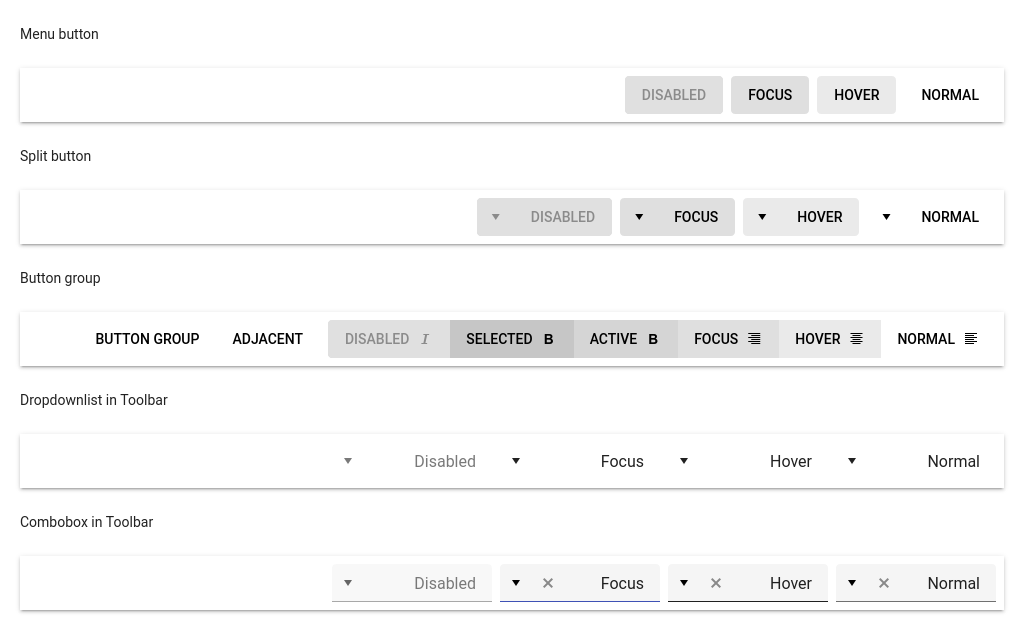 Menu button
DISABLED FOCUS HOVER NORMAL
Split button
DISABLED FOCUS HOVER NORMAL
Button group
BUTTON GROUP ADJACENT DISABLED I SELECTED B ACTIVE B FOCUS HOVER NORMAL
Dropdownlist in Toolbar
Disabled Focus Hover Normal
Combobox in Toolbar
Disabled Focus Hover Normal